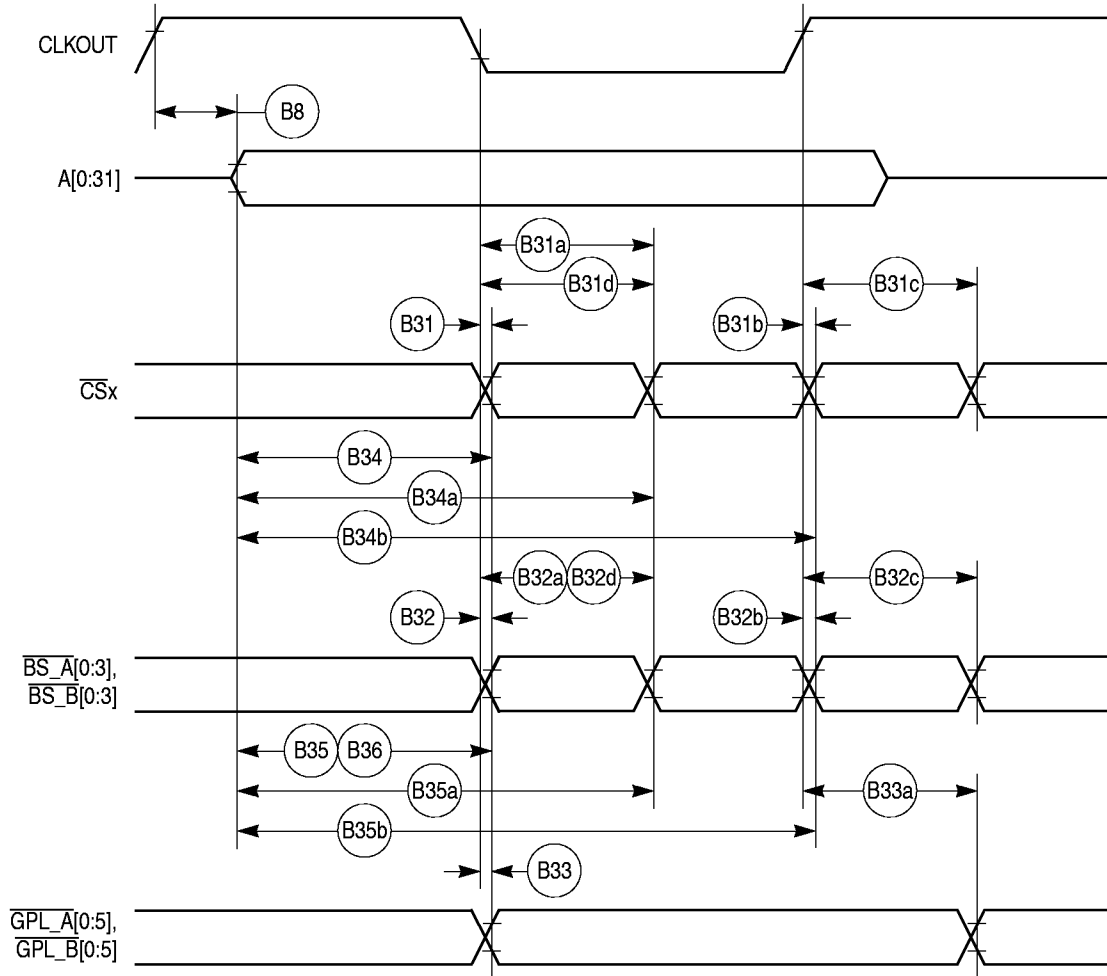 CLKOUT
B8
A[0:31]
B31a
B31d
B31c
B31
B31b
CSx
B34
B34a
B34b
B32a B32d
B32c
B32
B32b
BS_A[0:3],
BS_B[0:3]
B35 B36
B35a
B33a
B35b
B33
GPL_A[0:5],
GPL_B[0:5]